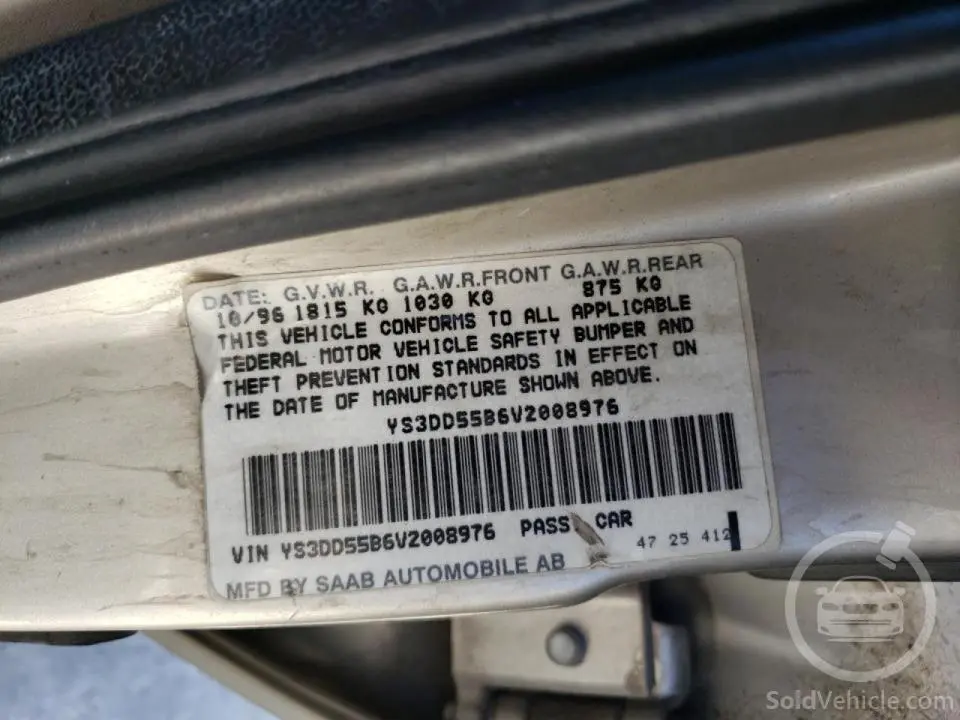 DATE: G.V.W.R. G.A.W.R.FRONT G.A.W.R.REAR
10/96 1815 KG 1030 KG 875 KG
THIS VEHICLE CONFORMS TO ALL APPLICABLE
FEDERAL MOTOR VEHICLE SAFETY BUMPER AND
THEFT PREVENTION STANDARDS IN EFFECT ON
THE DATE OF MANUFACTURE SHOWN ABOVE.
YS3DD55B6V2008976
VIN YS3DD55B6V2008976 PASS CAR
47 25 412
MFD BY SAAB AUTOMOBILE AB
SoldVehicle.com